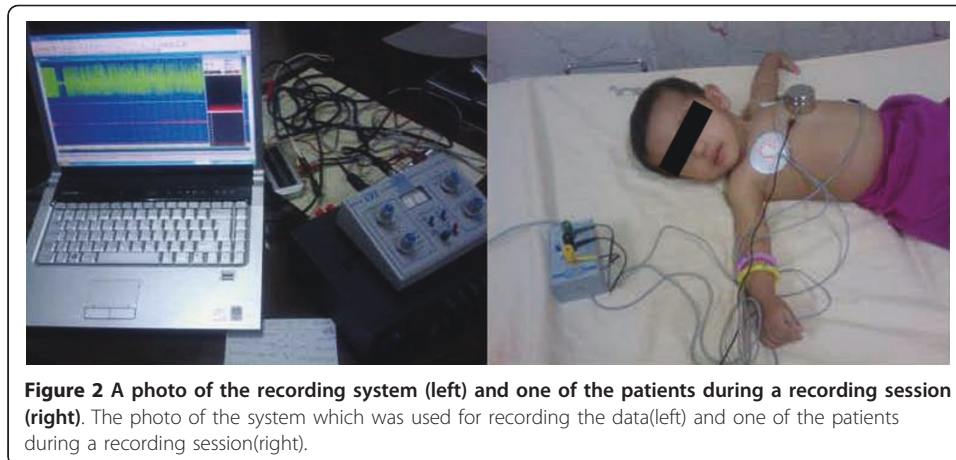 Figure 2 A photo of the recording system (left) and one of the patients during a recording session
(right). The photo of the system which was used for recording the data(left) and one of the patients
during a recording session(right).